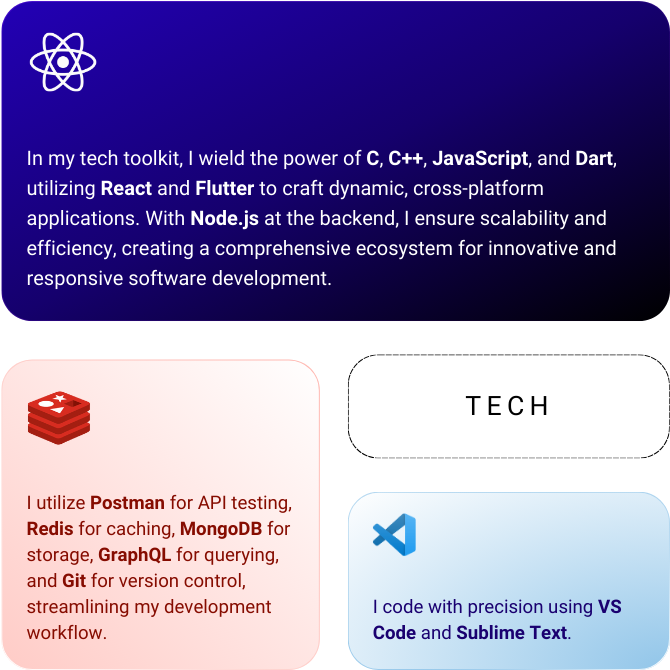 In my tech toolkit, I wield the power of C, C++, JavaScript, and Dart,
utilizing React and Flutter to craft dynamic, cross-platform
applications. With Node.js at the backend, I ensure scalability and
efficiency, creating a comprehensive ecosystem for innovative and
responsive software development.
TECH
I utilize Postman for API testing,
Redis for caching, MongoDB for
storage, GraphQL for querying,
and Git for version control,
streamlining my development
workflow.
I code with precision using VS
Code and Sublime Text.